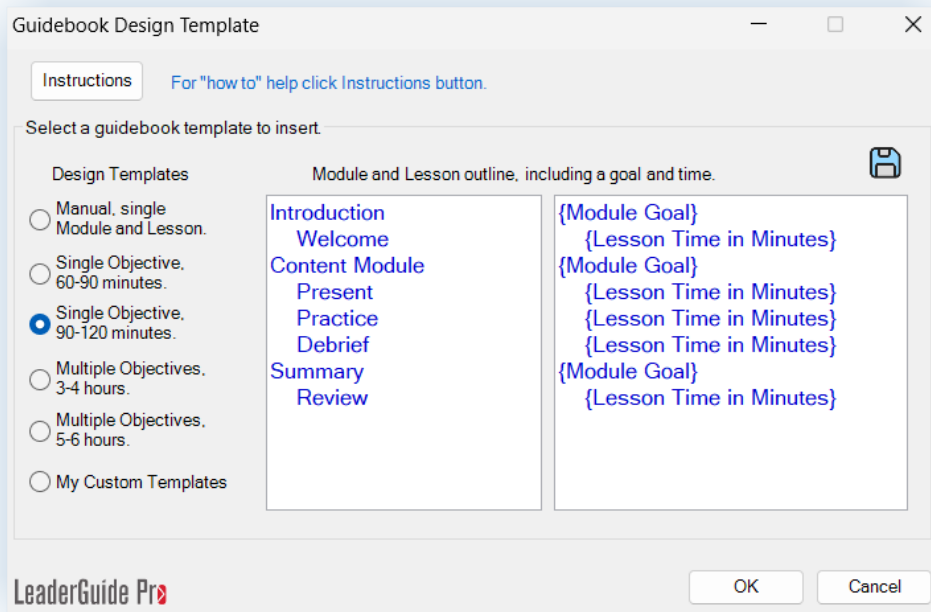 Guidebook Design Template
Instructions
For "how to" help click Instructions button.
Select a guidebook template to insert.
Design Templates
Module and Lesson outline, including a goal and time.
Manual, single
Module and Lesson.
Single Objective,
60-90 minutes.
Single Objective,
90-120 minutes.
Multiple Objectives,
3-4 hours.
Multiple Objectives,
5-6 hours.
My Custom Templates
Introduction
Welcome
Content Module
Present
Practice
Debrief
Summary
Review
{Module Goal}
{Lesson Time in Minutes}
{Module Goal}
{Lesson Time in Minutes}
{Lesson Time in Minutes}
{Lesson Time in Minutes}
{Module Goal}
{Lesson Time in Minutes}
LeaderGuide Pro
OK
Cancel